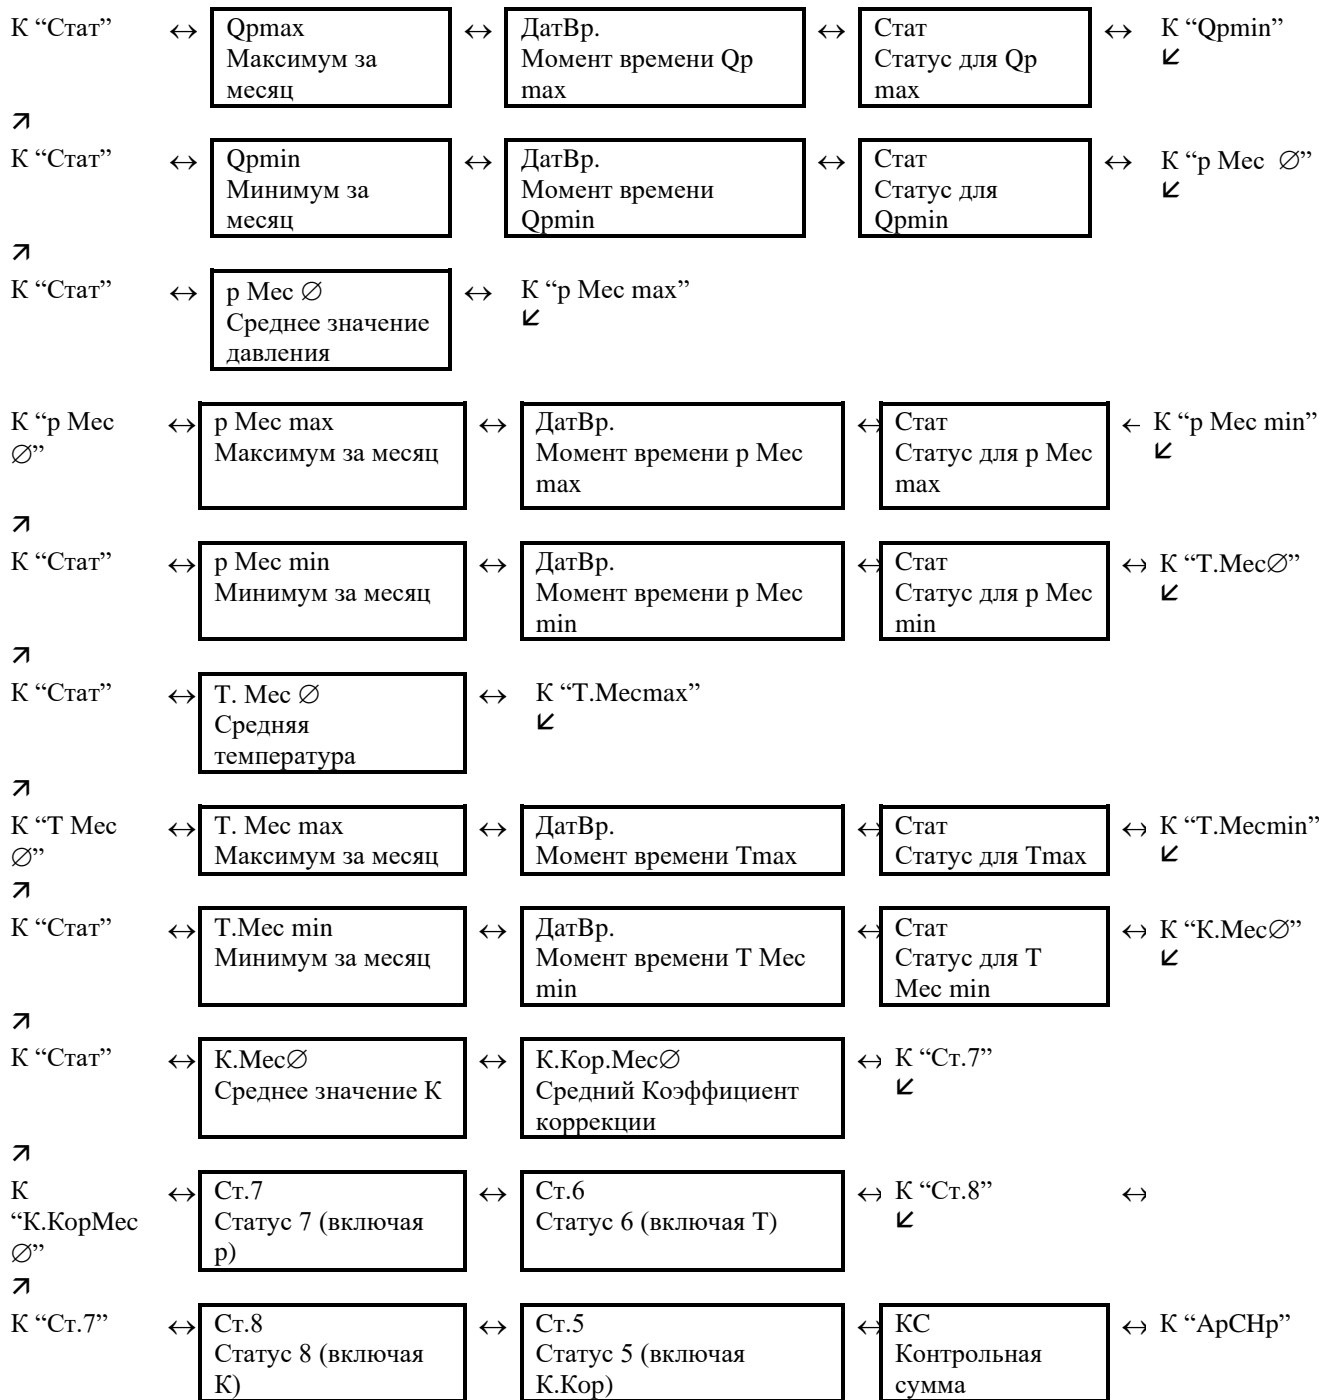 К “Стат” ↔ Qpmax ↔ ДатВр. ↔ Стат ↔ К “Qpmin”
Максимум за Момент времени Qp Статус для Qp ↙
месяц max max
↗
К “Стат” ↔ Qpmin ↔ ДатВр. ↔ Стат ↔ К “р Мес ∅”
Минимум за Момент времени Статус для ↙
месяц Qpmin Qpmin
↗
К “Стат” ↔ р Мес ∅ ↔ К “р Мес max”
Среднее значение ↙
давления
К “р Мес ↔ р Мес max ↔ ДатВр. ↔ Стат ← К “р Мес min”
∅” Максимум за месяц Момент времени р Мес Статус для р Мес ↙
max max
↗
К “Стат” ↔ р Мес min ↔ ДатВр. ↔ Стат ↔ К “Т.Мес∅”
Минимум за месяц Момент времени р Мес Статус для р Мес ↙
min min
↗
К “Стат” ↔ Т. Мес ∅ ↔ К “Т.Месmax”
Средняя ↙
температура
↗
К “Т Мес ↔ Т. Мес max ↔ ДатВр. ↔ Стат ↔ К “Т.Месmin”
∅” Максимум за месяц Момент времени Tmax Статус для Tmax ↙
↗
К “Стат” ↔ Т.Мес min ↔ ДатВр. ↔ Стат ↔ К “К.Мес∅”
Минимум за месяц Момент времени Т Мес Статус для Т ↙
min Мес min
↗
К “Стат” ↔ К.Мес∅ ↔ К.Кор.Мес∅ ↔ К “Ст.7”
Среднее значение К Средний Коэффициент ↙
коррекции
↗
К ↔ Ст.7 ↔ Ст.6 ↔ К “Ст.8” ↔
“К.КорМес Статус 7 (включая Статус 6 (включая Т) ↙
∅” р)
↗
К “Ст.7” ↔ Ст.8 ↔ Ст.5 ↔ КС ↔ К “АрСНр”
Статус 8 (включая Статус 5 (включая Контрольная
К) К.Кор) сумма